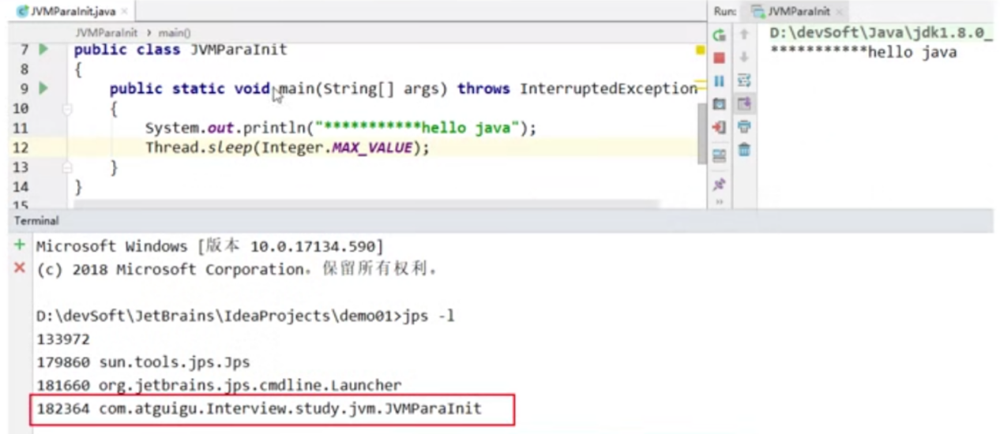 JVMParaInit.java
JVMParaInit › main()
7 public class JVMParaInit
8 {
9 public static void main(String[] args) throws InterruptedException
10 {
11 System.out.println("***********hello java");
12 Thread.sleep(Integer.MAX_VALUE);
13 }
14 }
15
Run: JVMParaInit
D:\devSoft\Java\jdk1.8.0_
***********hello java
Terminal
Microsoft Windows [版本 10.0.17134.590]
(c) 2018 Microsoft Corporation。保留所有权利。
D:\devSoft\JetBrains\IdeaProjects\demo01>jps -l
133972
179860 sun.tools.jps.Jps
181660 org.jetbrains.jps.cmdline.Launcher
182364 com.atguigu.Interview.study.jvm.JVMParaInit